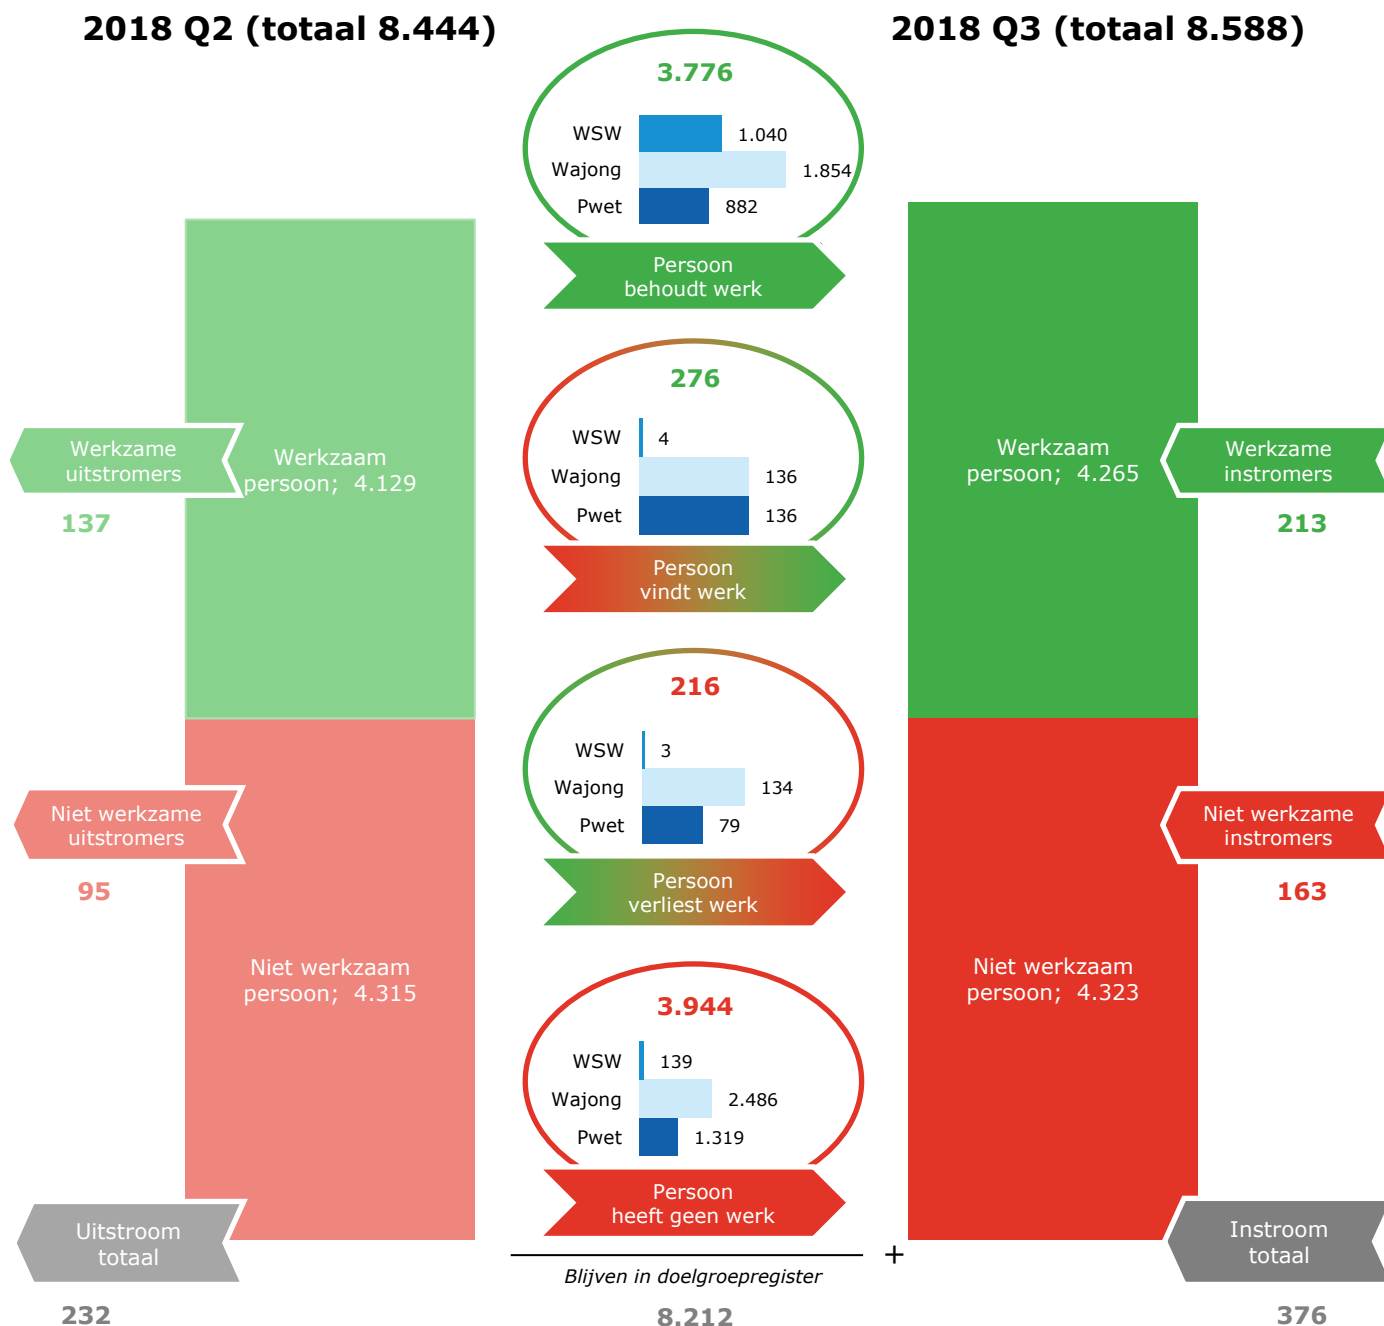 2018 Q2 (totaal 8.444)
2018 Q3 (totaal 8.588)
3.776
WSW 1.040
Wajong 1.854
Pwet 882
Persoon
behoudt werk
276
WSW 4
Wajong 136
Pwet 136
Persoon
vindt werk
216
WSW 3
Wajong 134
Pwet 79
Persoon
verliest werk
3.944
WSW 139
Wajong 2.486
Pwet 1.319
Persoon
heeft geen werk
Blijven in doelgroepregister
8.212
+
Werkzame
uitstromers
137
Werkzaam
persoon; 4.129
Niet werkzame
uitstromers
95
Niet werkzaam
persoon; 4.315
Uitstroom
totaal
232
Werkzaam
persoon; 4.265
Werkzame
instromers
213
Niet werkzame
instromers
163
Niet werkzaam
persoon; 4.323
Instroom
totaal
376